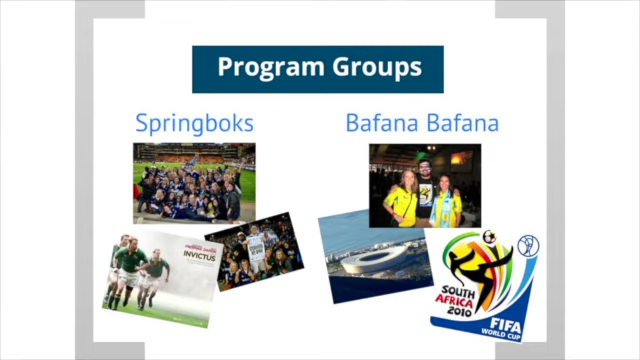 Program Groups
Springboks
Bafana Bafana
INVICTUS
SOUTH
AFRICA
2010
FIFA
WORLD CUP